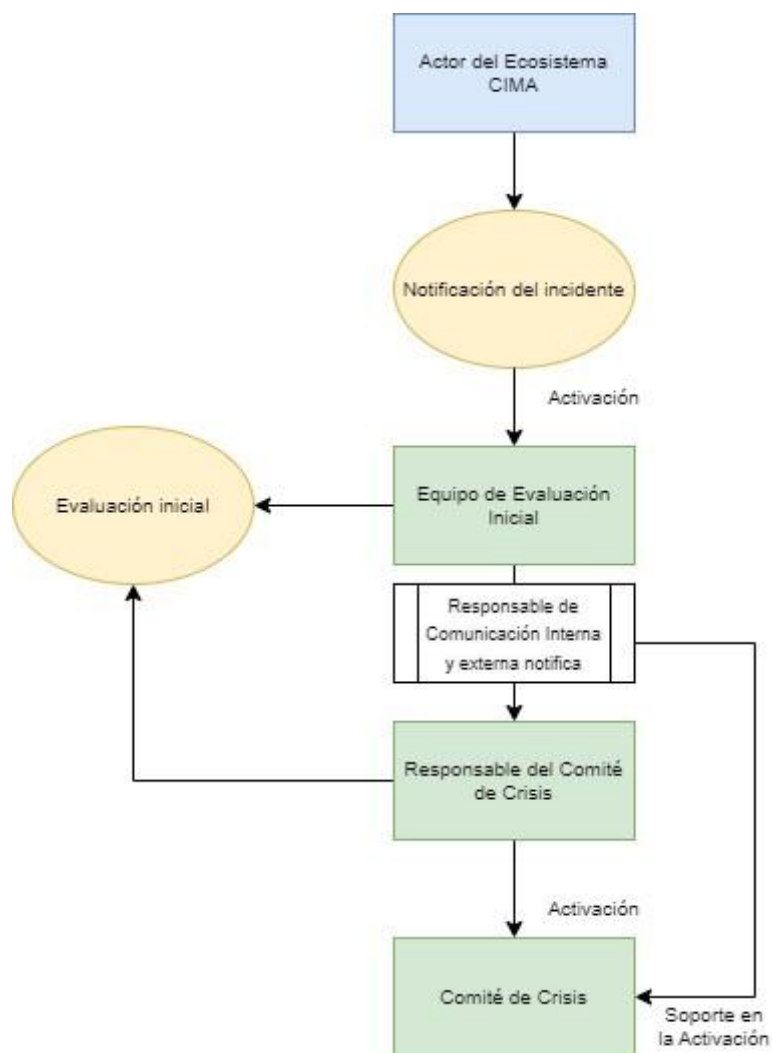 Actor del Ecosistema
CIMA
Notificación del incidente
Activación
Equipo de Evaluación
Inicial
Evaluación inicial
Responsable de
Comunicación Interna
y externa notifica
Responsable del Comité
de Crisis
Activación
Comité de Crisis
Soporte en
la Activación